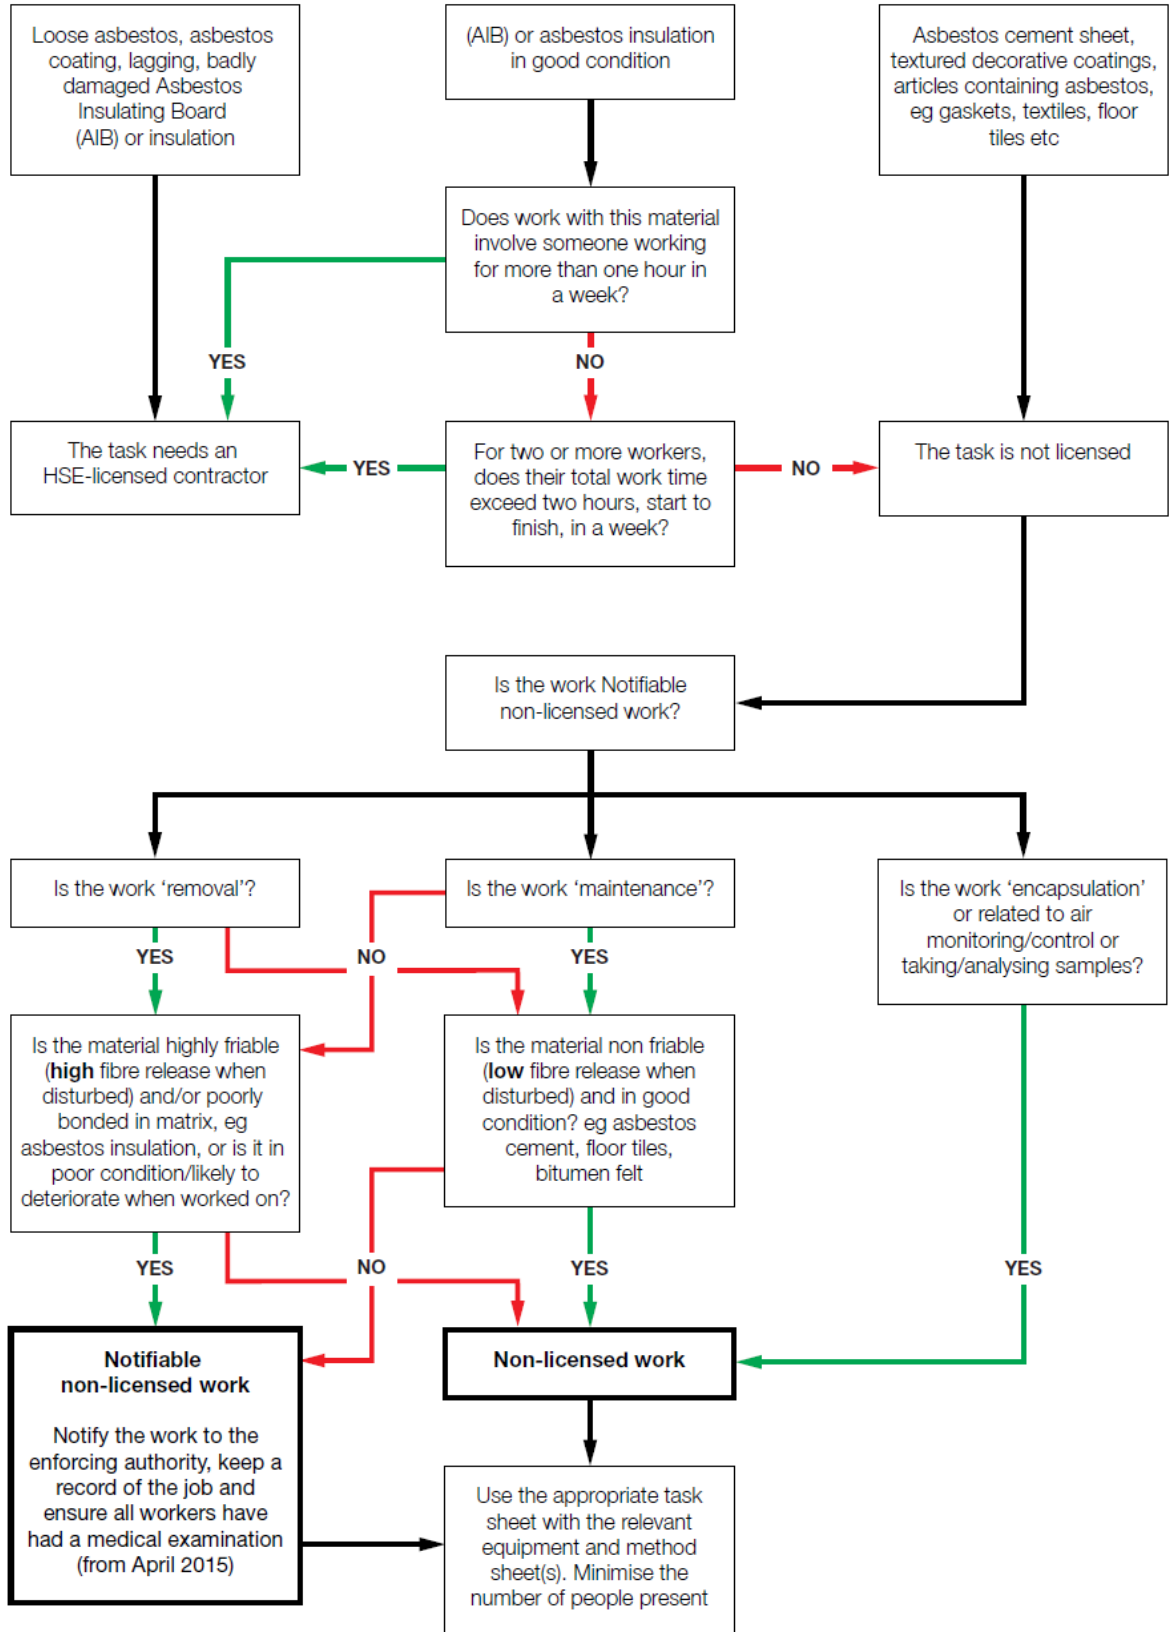 Loose asbestos, asbestos
coating, lagging, badly
damaged Asbestos
Insulating Board
(AIB) or insulation
(AIB) or asbestos insulation
in good condition
Asbestos cement sheet,
textured decorative coatings,
articles containing asbestos,
eg gaskets, textiles, floor
tiles etc
Does work with this material
involve someone working
for more than one hour in
a week?
YES
NO
The task needs an
HSE-licensed contractor
YES
For two or more workers,
does their total work time
exceed two hours, start to
finish, in a week?
NO
The task is not licensed
Is the work Notifiable
non-licensed work?
Is the work ‘removal’?
Is the work ‘maintenance’?
Is the work ‘encapsulation’
or related to air
monitoring/control or
taking/analysing samples?
YES
NO
YES
Is the material highly friable
(high fibre release when
disturbed) and/or poorly
bonded in matrix, eg
asbestos insulation, or is it in
poor condition/likely to
deteriorate when worked on?
Is the material non friable
(low fibre release when
disturbed) and in good
condition? eg asbestos
cement, floor tiles,
bitumen felt
YES
NO
YES
YES
Notifiable
non-licensed work
Notify the work to the
enforcing authority, keep a
record of the job and
ensure all workers have
had a medical examination
(from April 2015)
Non-licensed work
Use the appropriate task
sheet with the relevant
equipment and method
sheet(s). Minimise the
number of people present